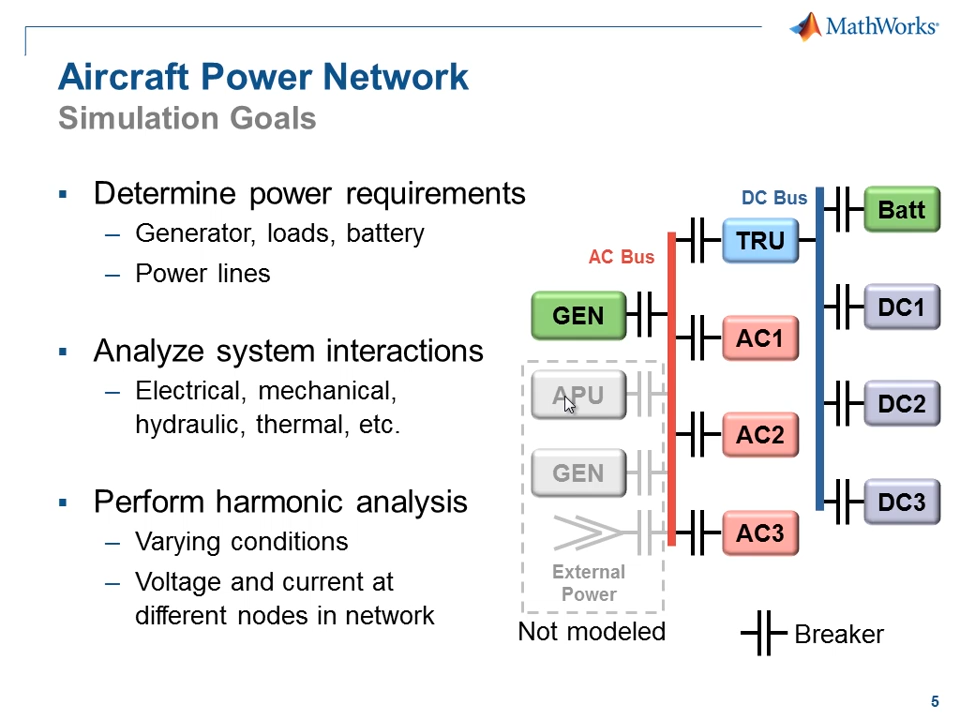 MathWorks®
Aircraft Power Network
Simulation Goals
▪ Determine power requirements
– Generator, loads, battery
– Power lines
▪ Analyze system interactions
– Electrical, mechanical,
hydraulic, thermal, etc.
▪ Perform harmonic analysis
– Varying conditions
– Voltage and current at
different nodes in network
DC Bus
Batt
TRU
AC Bus
GEN
DC1
AC1
APU
DC2
AC2
GEN
DC3
AC3
External
Power
Not modeled
Breaker
5